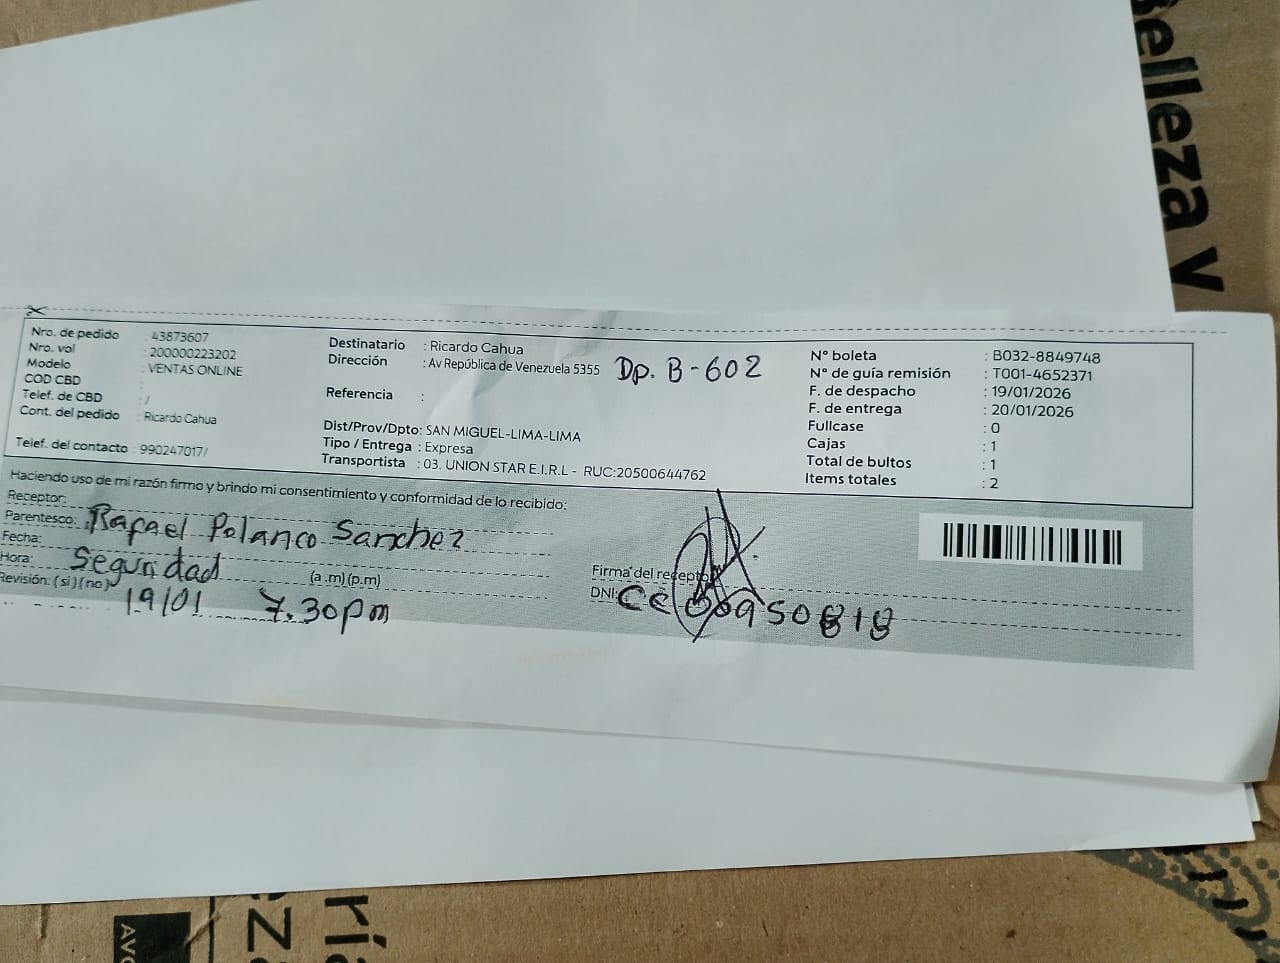 Belleza y
Nro. de pedido : 43873607
Nro. vol : 200000223202
Modelo : VENTAS ONLINE
COD CBD :
Telef. de CBD : /
Cont. del pedido : Ricardo Cahua
Telef. del contacto : 990247017/
Destinatario : Ricardo Cahua
Dirección : Av República de Venezuela 5355 Dp. B-602
Referencia :
Dist/Prov/Dpto: SAN MIGUEL-LIMA-LIMA
Tipo / Entrega : Expresa
Transportista : 03. UNION STAR E.I.R.L - RUC:20500644762
N° boleta : B032-8849748
N° de guía remisión : T001-4652371
F. de despacho : 19/01/2026
F. de entrega : 20/01/2026
Fullcase : 0
Cajas : 1
Total de bultos : 1
Items totales : 2
Haciendo uso de mi razón firmo y brindo mi consentimiento y conformidad de lo recibido:
Receptor: Rafael Polanco Sanchez
Parentesco: Seguridad
Fecha: 19/01
Hora: 7.30pm (a.m)(p.m)
Revisión: (si)(no)
Firma del receptor
DNI: CE 00950818